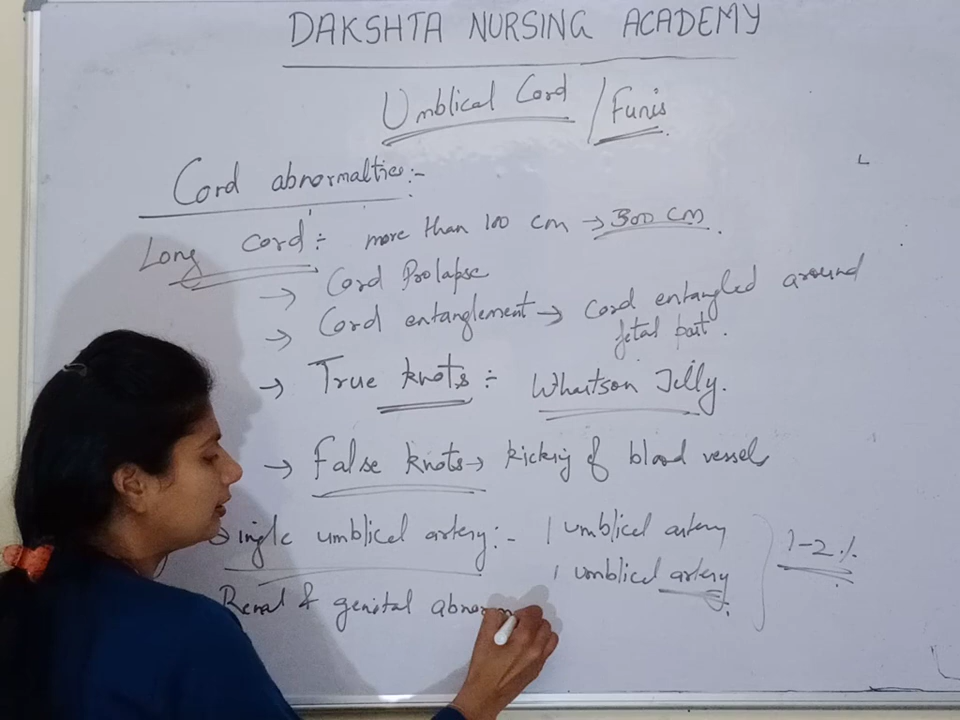 DAKSHTA NURSING ACADEMY
Umblical Cord / Funis
Cord abnormalties:-
Long Cord÷ more than 100 cm → 300 cm.
→ Cord Prolapse
→ Cord entanglement → Cord entangled around
fetal part.
→ True knots ÷ Whartson Jelly.
→ False knots → kicking of blood vessels
Single umblical artery:- 1 umblical artery
1 umblical artery
1-2%
Renal & genital abnorm